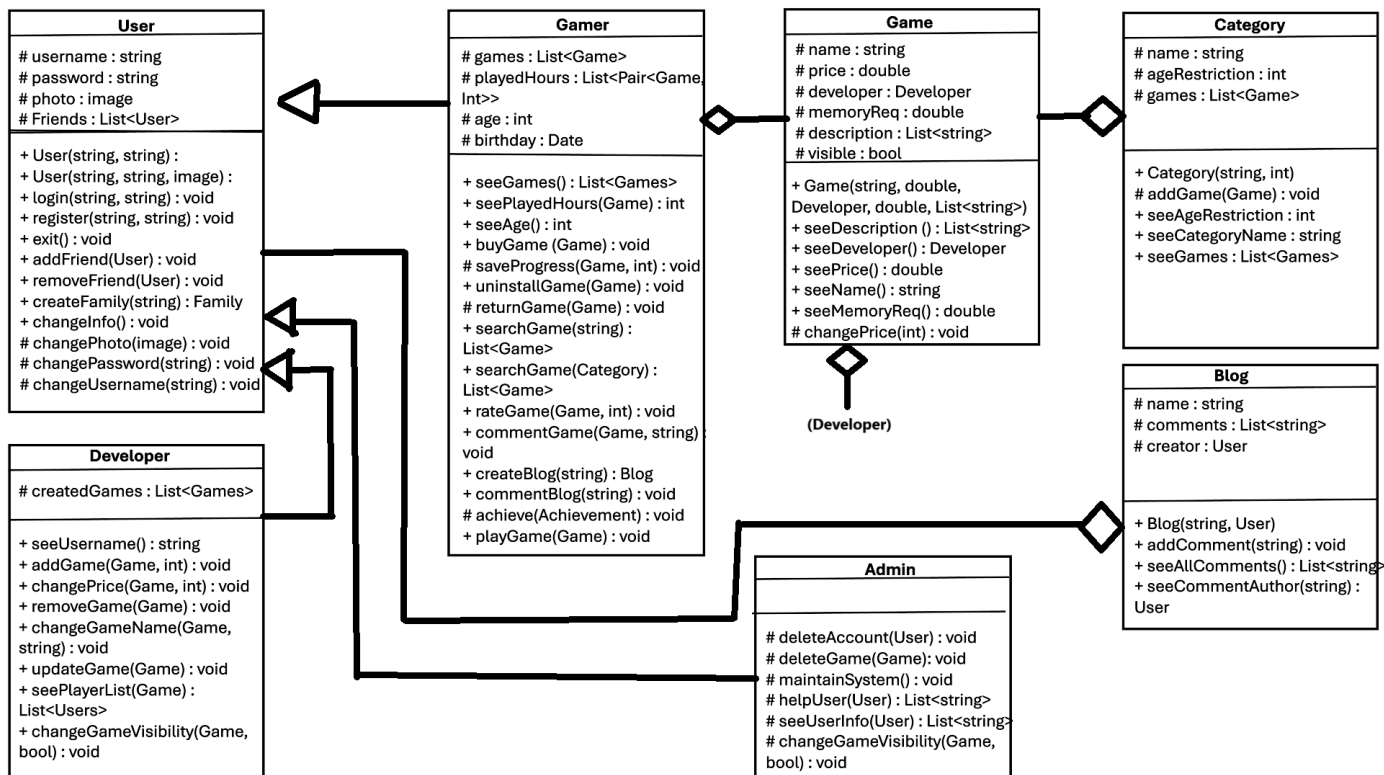 User
# username : string
# password : string
# photo : image
# Friends : List<User>
+ User(string, string) :
+ User(string, string, image) :
+ login(string, string) : void
+ register(string, string) : void
+ exit() : void
+ addFriend(User) : void
+ removeFriend(User) : void
+ createFamily(string) : Family
+ changeInfo() : void
# changePhoto(image) : void
# changePassword(string) : void
# changeUsername(string) : void
Developer
# createdGames : List<Games>
+ seeUsername() : string
+ addGame(Game, int) : void
+ changePrice(Game, int) : void
+ removeGame(Game) : void
+ changeGameName(Game,
string) : void
+ updateGame(Game) : void
+ seePlayerList(Game) :
List<Users>
+ changeGameVisibility(Game,
bool) : void
Gamer
# games : List<Game>
# playedHours : List<Pair<Game,
Int>>
# age : int
# birthday : Date
+ seeGames() : List<Games>
+ seePlayedHours(Game) : int
+ seeAge() : int
+ buyGame (Game) : void
# saveProgress(Game, int) : void
+ uninstallGame(Game) : void
# returnGame(Game) : void
+ searchGame(string) :
List<Game>
+ searchGame(Category) :
List<Game>
+ rateGame(Game, int) : void
+ commentGame(Game, string) :
void
+ createBlog(string) : Blog
+ commentBlog(string) : void
# achieve(Achievement) : void
+ playGame(Game) : void
Game
# name : string
# price : double
# developer : Developer
# memoryReq : double
# description : List<string>
# visible : bool
+ Game(string, double,
Developer, double, List<string>)
+ seeDescription () : List<string>
+ seeDeveloper() : Developer
+ seePrice() : double
+ seeName() : string
+ seeMemoryReq() : double
# changePrice(int) : void
(Developer)
Admin
# deleteAccount(User) : void
# deleteGame(Game): void
# maintainSystem() : void
# helpUser(User) : List<string>
# seeUserInfo(User) : List<string>
# changeGameVisibility(Game,
bool) : void
Category
# name : string
# ageRestriction : int
# games : List<Game>
+ Category(string, int)
# addGame(Game) : void
+ seeAgeRestriction : int
+ seeCategoryName : string
+ seeGames : List<Games>
Blog
# name : string
# comments : List<string>
# creator : User
+ Blog(string, User)
+ addComment(string) : void
+ seeAllComments() : List<string>
+ seeCommentAuthor(string) :
User